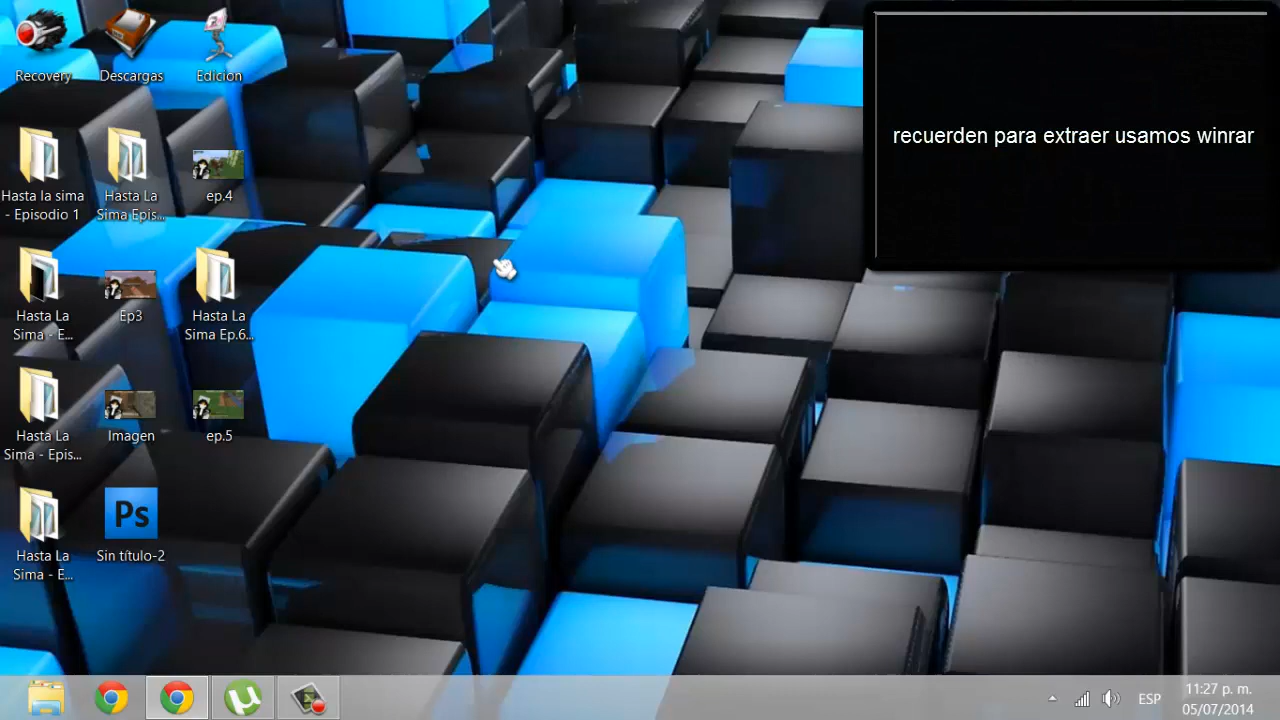 Recovery
Descargas
Edicion
recuerden para extraer usamos winrar
Hasta la sima
- Episodio 1
Hasta La
Sima Epis...
ep.4
Hasta La
Sima - E...
Ep3
Hasta La
Sima Ep.6...
Hasta La
Sima - Epis...
Imagen
ep.5
Hasta La
Sima - E...
Ps
Sin título-2
ESP
11:27 p. m.
05/07/2014